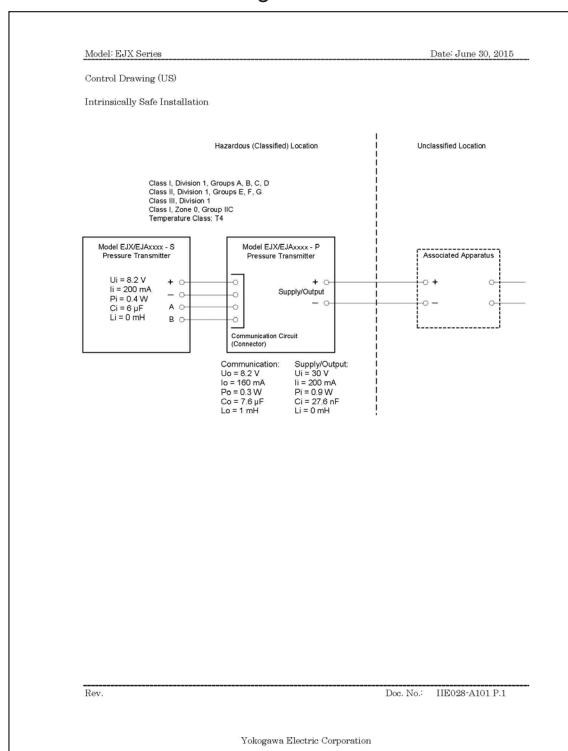 Model: EJX Series Date: June 30, 2015
Control Drawing (US)
Intrinsically Safe Installation
Hazardous (Classified) Location Unclassified Location
Class I, Division 1, Groups A, B, C, D
Class II, Division 1, Groups E, F, G
Class III, Division 1
Class I, Zone 0, Group IIC
Temperature Class: T4
Model EJX/EJAxxxx - S
Pressure Transmitter
Ui = 8.2 V
Ii = 200 mA
Pi = 0.4 W
Ci = 6 µF
Li = 0 mH
+
−
A
B
Model EJX/EJAxxxx - P
Pressure Transmitter
+
Supply/Output
−
Communication Circuit
(Connector)
Associated Apparatus
+
−
Communication:
Uo = 8.2 V
Io = 160 mA
Po = 0.3 W
Co = 7.6 µF
Lo = 1 mH
Supply/Output:
Ui = 30 V
Ii = 200 mA
Pi = 0.9 W
Ci = 27.6 nF
Li = 0 mH
Rev. Doc. No.: IIE028-A101 P.1
Yokogawa Electric Corporation